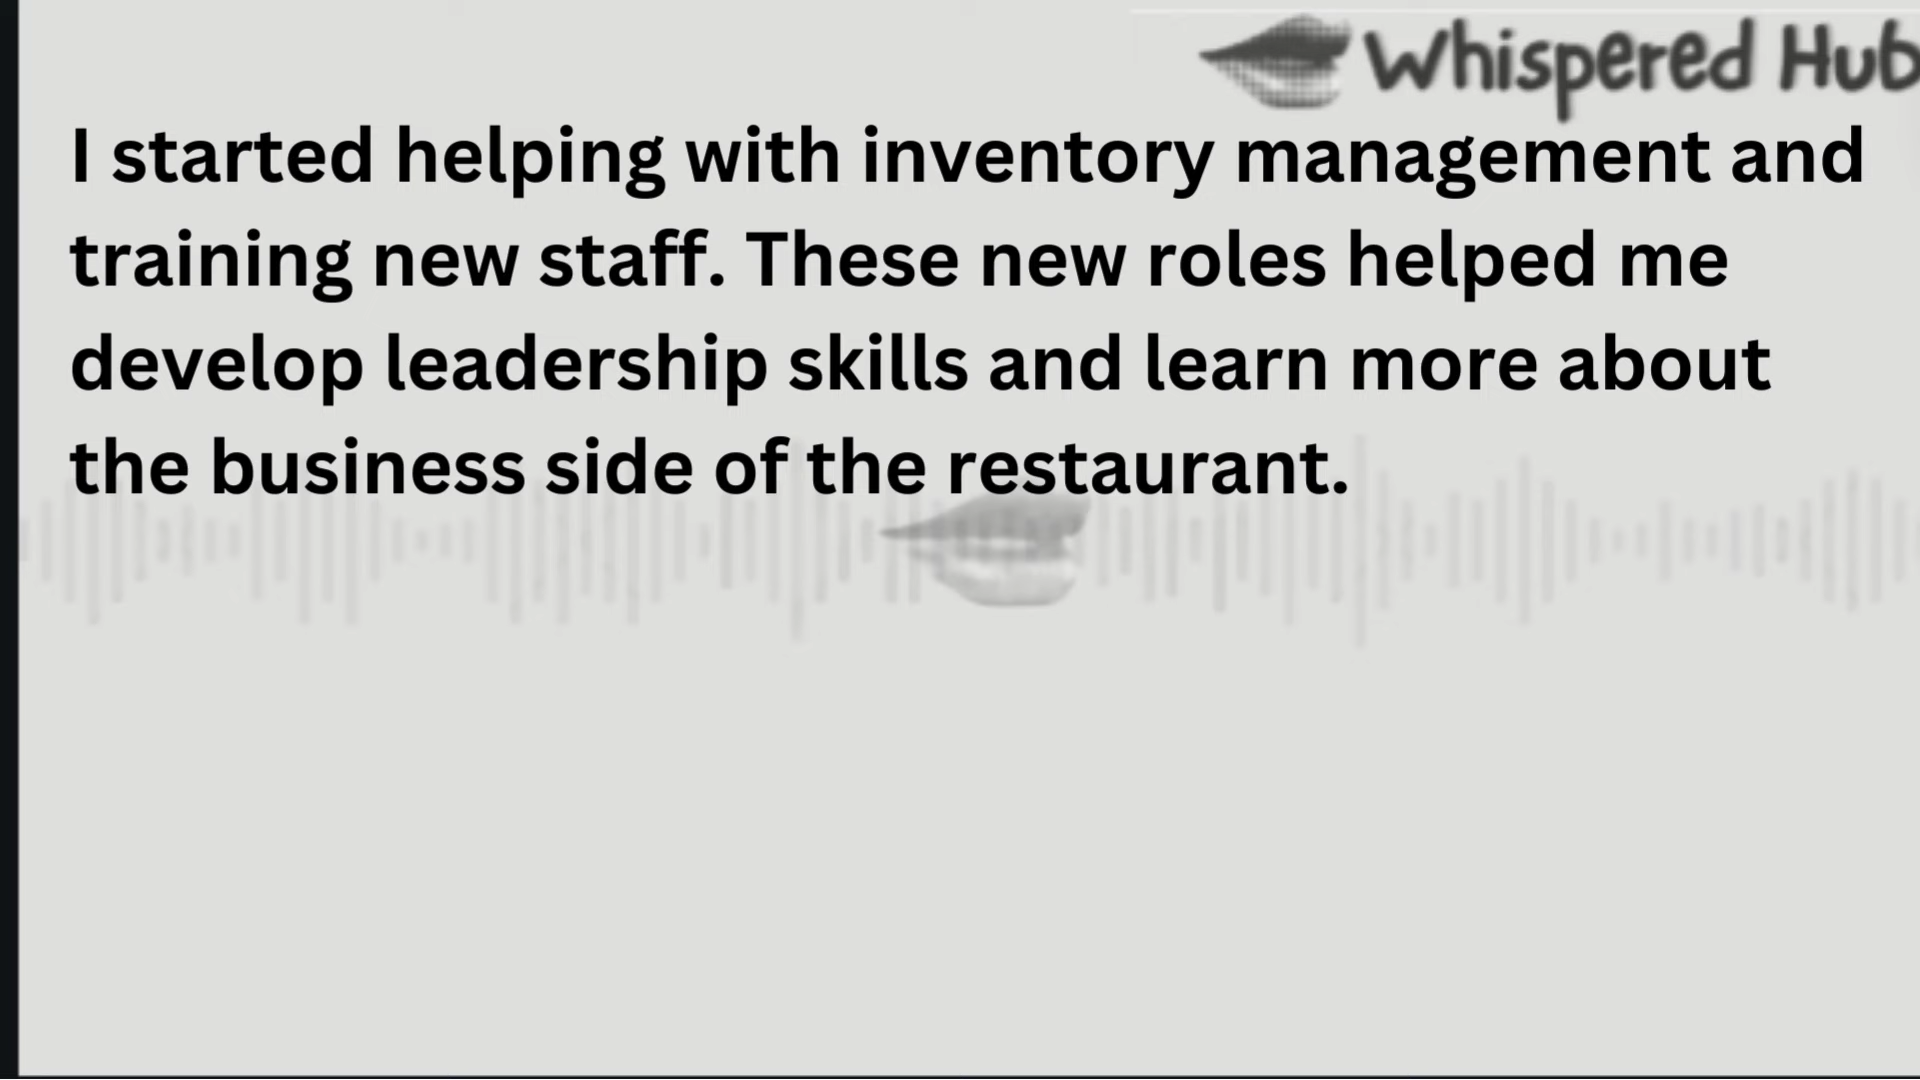 Whispered Hub
I started helping with inventory management and
training new staff. These new roles helped me
develop leadership skills and learn more about
the business side of the restaurant.